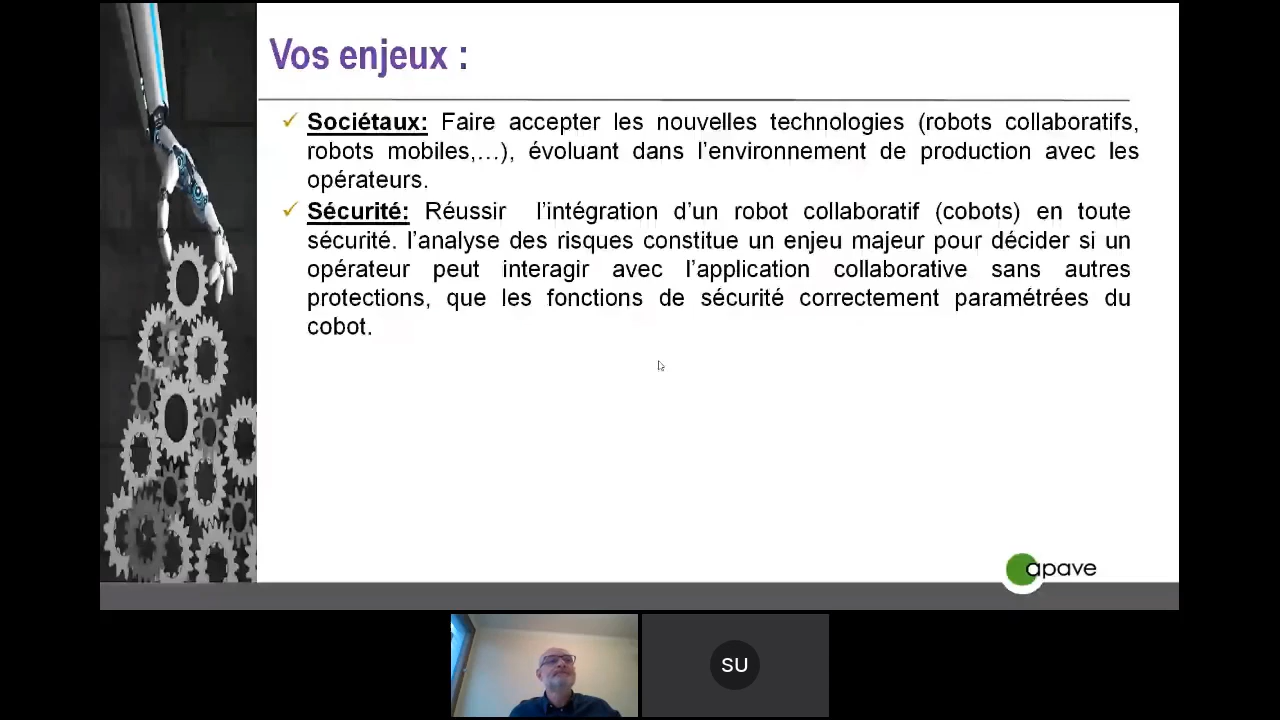 Vos enjeux :
✓ Sociétaux: Faire accepter les nouvelles technologies (robots collaboratifs,
robots mobiles,…), évoluant dans l’environnement de production avec les
opérateurs.
✓ Sécurité: Réussir l’intégration d’un robot collaboratif (cobots) en toute
sécurité. l’analyse des risques constitue un enjeu majeur pour décider si un
opérateur peut interagir avec l’application collaborative sans autres
protections, que les fonctions de sécurité correctement paramétrées du
cobot.
apave
SU